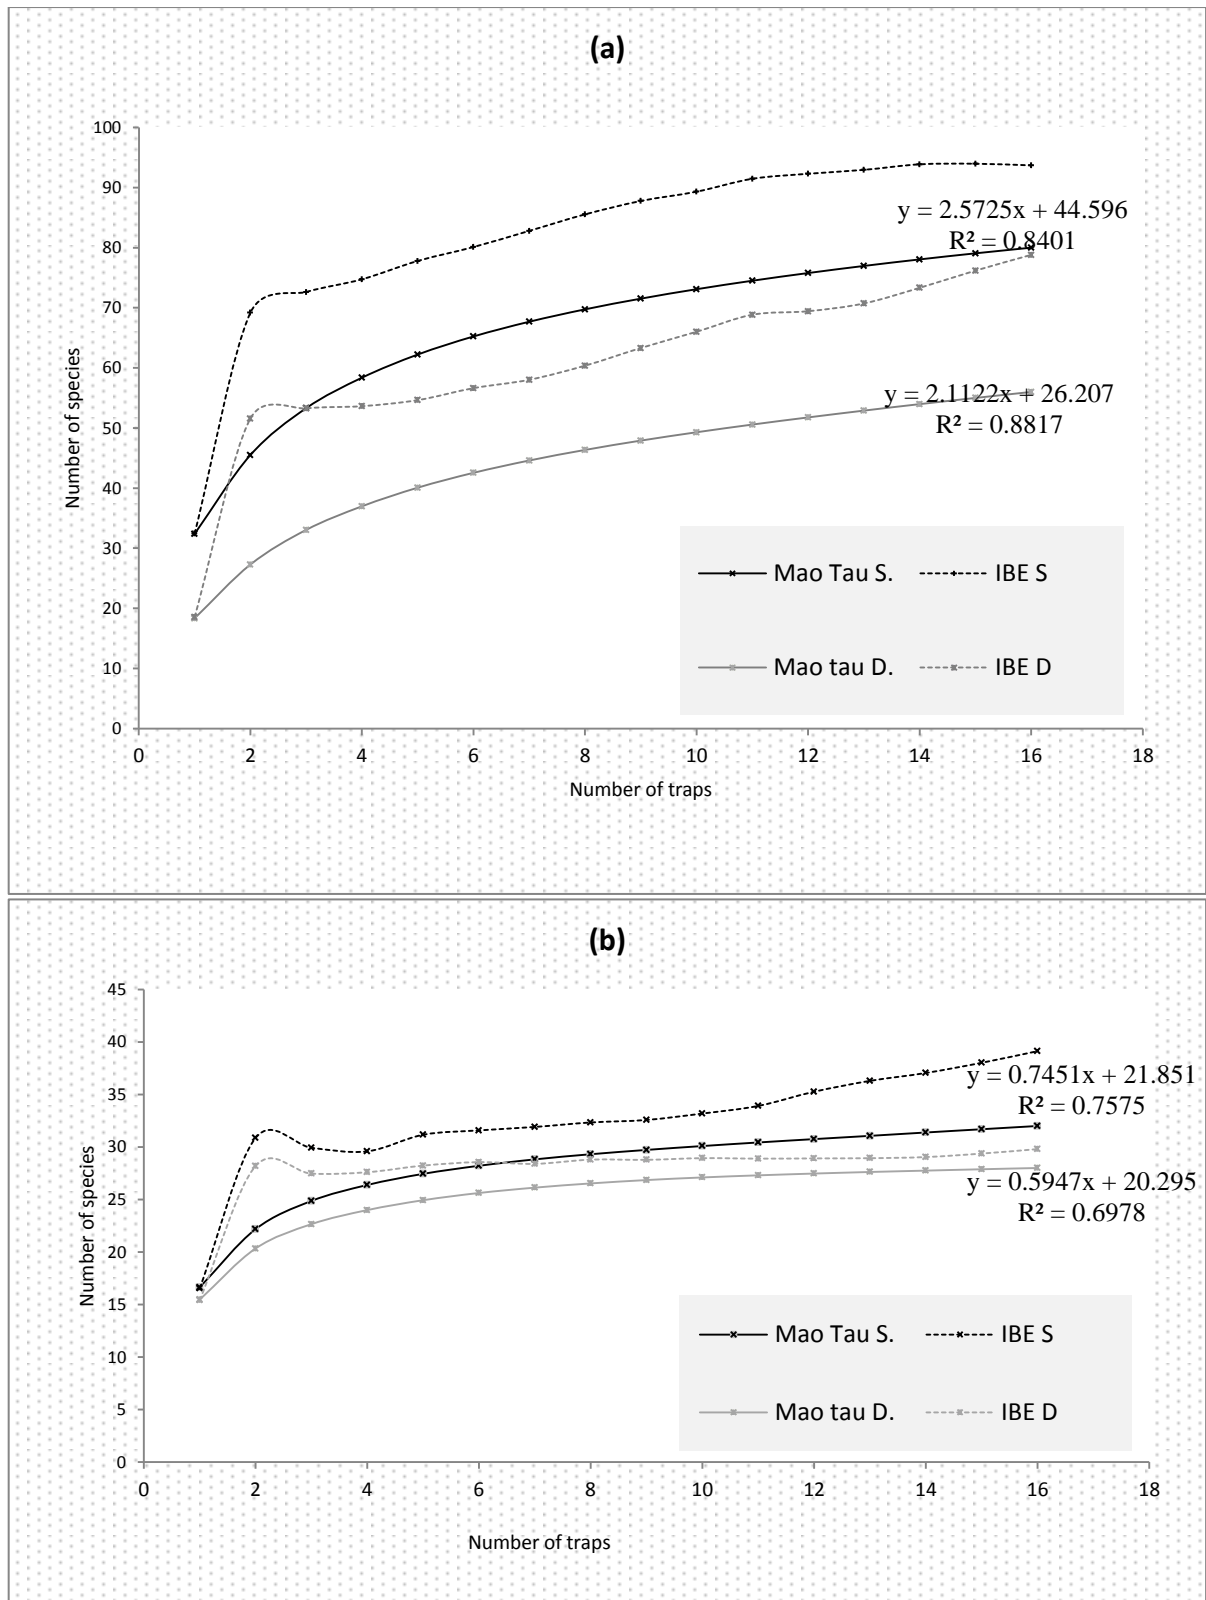 (a)
100
90
80
70
60
50
40
30
20
10
0
Number of species
y = 2.5725x + 44.596
R² = 0.8401
y = 2.1122x + 26.207
R² = 0.8817
Mao Tau S. IBE S
Mao tau D. IBE D
0 2 4 6 8 10 12 14 16 18
Number of traps
(b)
45
40
35
30
25
20
15
10
5
0
Number of species
y = 0.7451x + 21.851
R² = 0.7575
y = 0.5947x + 20.295
R² = 0.6978
Mao Tau S. IBE S
Mao tau D. IBE D
0 2 4 6 8 10 12 14 16 18
Number of traps